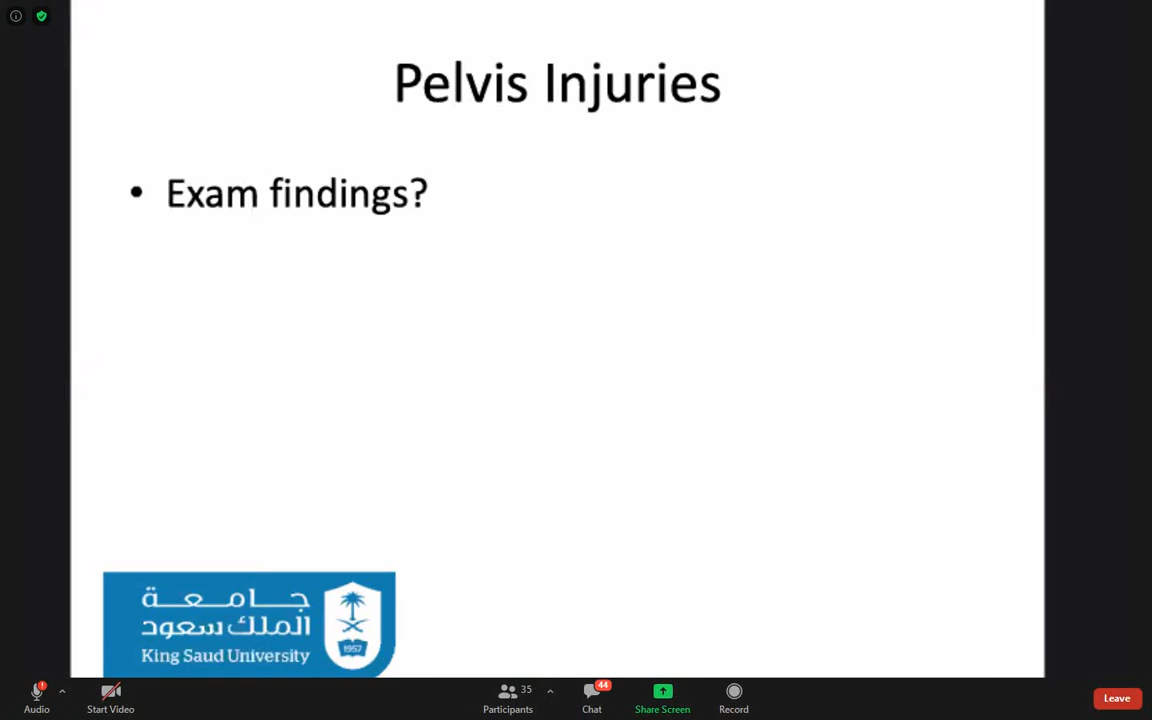 Pelvis Injuries
• Exam findings?
جامعة
الملك سعود
King Saud University
1957
Audio
Start Video
Participants
35
Chat
44
Share Screen
Record
Leave